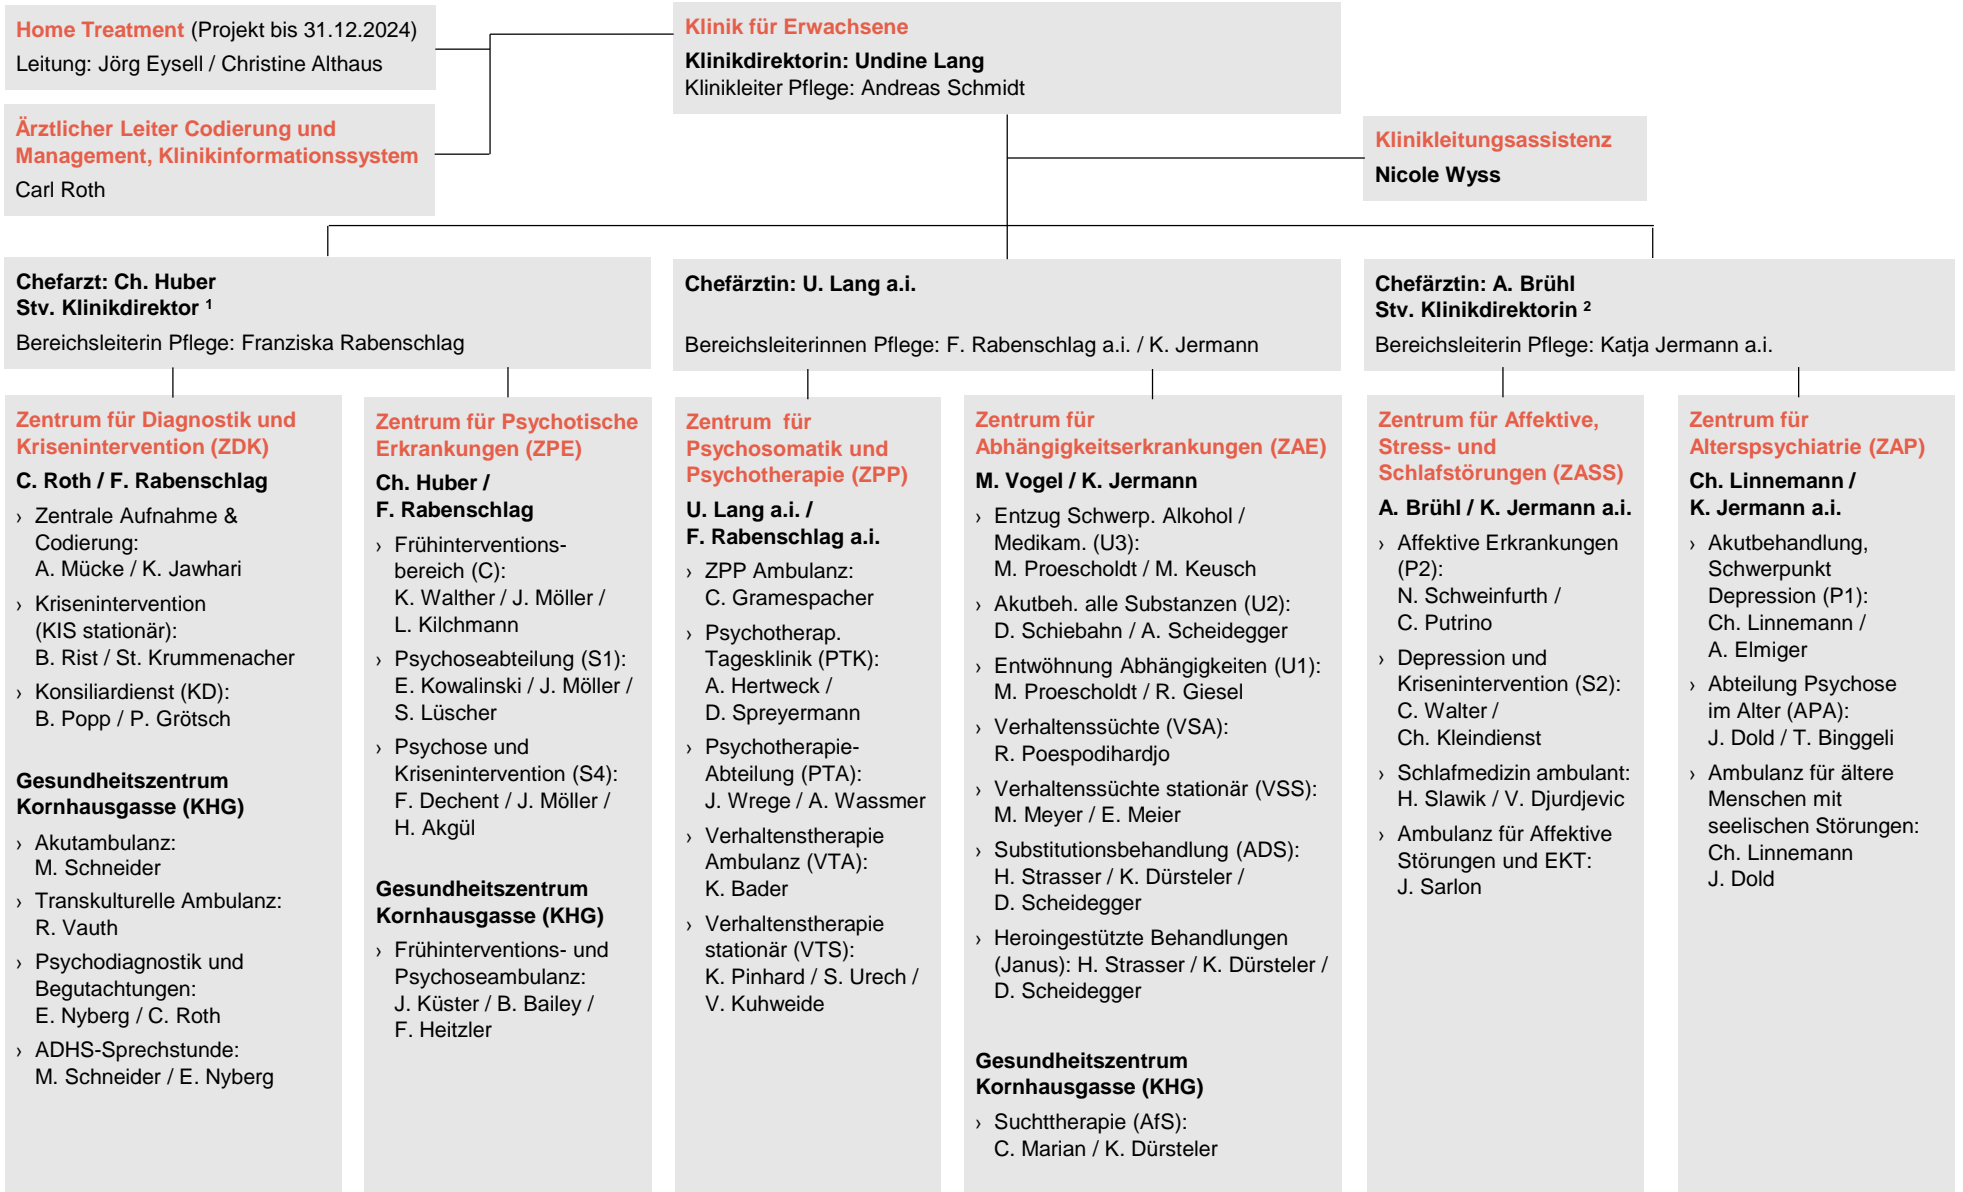 Home Treatment (Projekt bis 31.12.2024)
Leitung: Jörg Eysell / Christine Althaus
Klinik für Erwachsene
Klinikdirektorin: Undine Lang
Klinikleiter Pflege: Andreas Schmidt
Ärztlicher Leiter Codierung und
Management, Klinikinformationssystem
Carl Roth
Klinikleitungsassistenz
Nicole Wyss
Chefarzt: Ch. Huber
Stv. Klinikdirektor ¹
Bereichsleiterin Pflege: Franziska Rabenschlag
Chefärztin: U. Lang a.i.
Bereichsleiterinnen Pflege: F. Rabenschlag a.i. / K. Jermann
Chefärztin: A. Brühl
Stv. Klinikdirektorin ²
Bereichsleiterin Pflege: Katja Jermann a.i.
Zentrum für Diagnostik und
Krisenintervention (ZDK)
C. Roth / F. Rabenschlag
› Zentrale Aufnahme &
Codierung:
A. Mücke / K. Jawhari
› Krisenintervention
(KIS stationär):
B. Rist / St. Krummenacher
› Konsiliardienst (KD):
B. Popp / P. Grötsch
Gesundheitszentrum
Kornhausgasse (KHG)
› Akutambulanz:
M. Schneider
› Transkulturelle Ambulanz:
R. Vauth
› Psychodiagnostik und
Begutachtungen:
E. Nyberg / C. Roth
› ADHS-Sprechstunde:
M. Schneider / E. Nyberg
Zentrum für Psychotische
Erkrankungen (ZPE)
Ch. Huber /
F. Rabenschlag
› Frühinterventions-
bereich (C):
K. Walther / J. Möller /
L. Kilchmann
› Psychoseabteilung (S1):
E. Kowalinski / J. Möller /
S. Lüscher
› Psychose und
Krisenintervention (S4):
F. Dechent / J. Möller /
H. Akgül
Gesundheitszentrum
Kornhausgasse (KHG)
› Frühinterventions- und
Psychoseambulanz:
J. Küster / B. Bailey /
F. Heitzler
Zentrum für
Psychosomatik und
Psychotherapie (ZPP)
U. Lang a.i. /
F. Rabenschlag a.i.
› ZPP Ambulanz:
C. Gramespacher
› Psychotherap.
Tagesklinik (PTK):
A. Hertweck /
D. Spreyermann
› Psychotherapie-
Abteilung (PTA):
J. Wrege / A. Wassmer
› Verhaltenstherapie
Ambulanz (VTA):
K. Bader
› Verhaltenstherapie
stationär (VTS):
K. Pinhard / S. Urech /
V. Kuhweide
Zentrum für
Abhängigkeitserkrankungen (ZAE)
M. Vogel / K. Jermann
› Entzug Schwerp. Alkohol /
Medikam. (U3):
M. Proescholdt / M. Keusch
› Akutbeh. alle Substanzen (U2):
D. Schiebahn / A. Scheidegger
› Entwöhnung Abhängigkeiten (U1):
M. Proescholdt / R. Giesel
› Verhaltenssüchte (VSA):
R. Poespodihardjo
› Verhaltenssüchte stationär (VSS):
M. Meyer / E. Meier
› Substitutionsbehandlung (ADS):
H. Strasser / K. Dürsteler /
D. Scheidegger
› Heroingestützte Behandlungen
(Janus): H. Strasser / K. Dürsteler /
D. Scheidegger
Gesundheitszentrum
Kornhausgasse (KHG)
› Suchttherapie (AfS):
C. Marian / K. Dürsteler
Zentrum für Affektive,
Stress- und
Schlafstörungen (ZASS)
A. Brühl / K. Jermann a.i.
› Affektive Erkrankungen
(P2):
N. Schweinfurth /
C. Putrino
› Depression und
Krisenintervention (S2):
C. Walter /
Ch. Kleindienst
› Schlafmedizin ambulant:
H. Slawik / V. Djurdjevic
› Ambulanz für Affektive
Störungen und EKT:
J. Sarlon
Zentrum für
Alterspsychiatrie (ZAP)
Ch. Linnemann /
K. Jermann a.i.
› Akutbehandlung,
Schwerpunkt
Depression (P1):
Ch. Linnemann /
A. Elmiger
› Abteilung Psychose
im Alter (APA):
J. Dold / T. Binggeli
› Ambulanz für ältere
Menschen mit
seelischen Störungen:
Ch. Linnemann
J. Dold